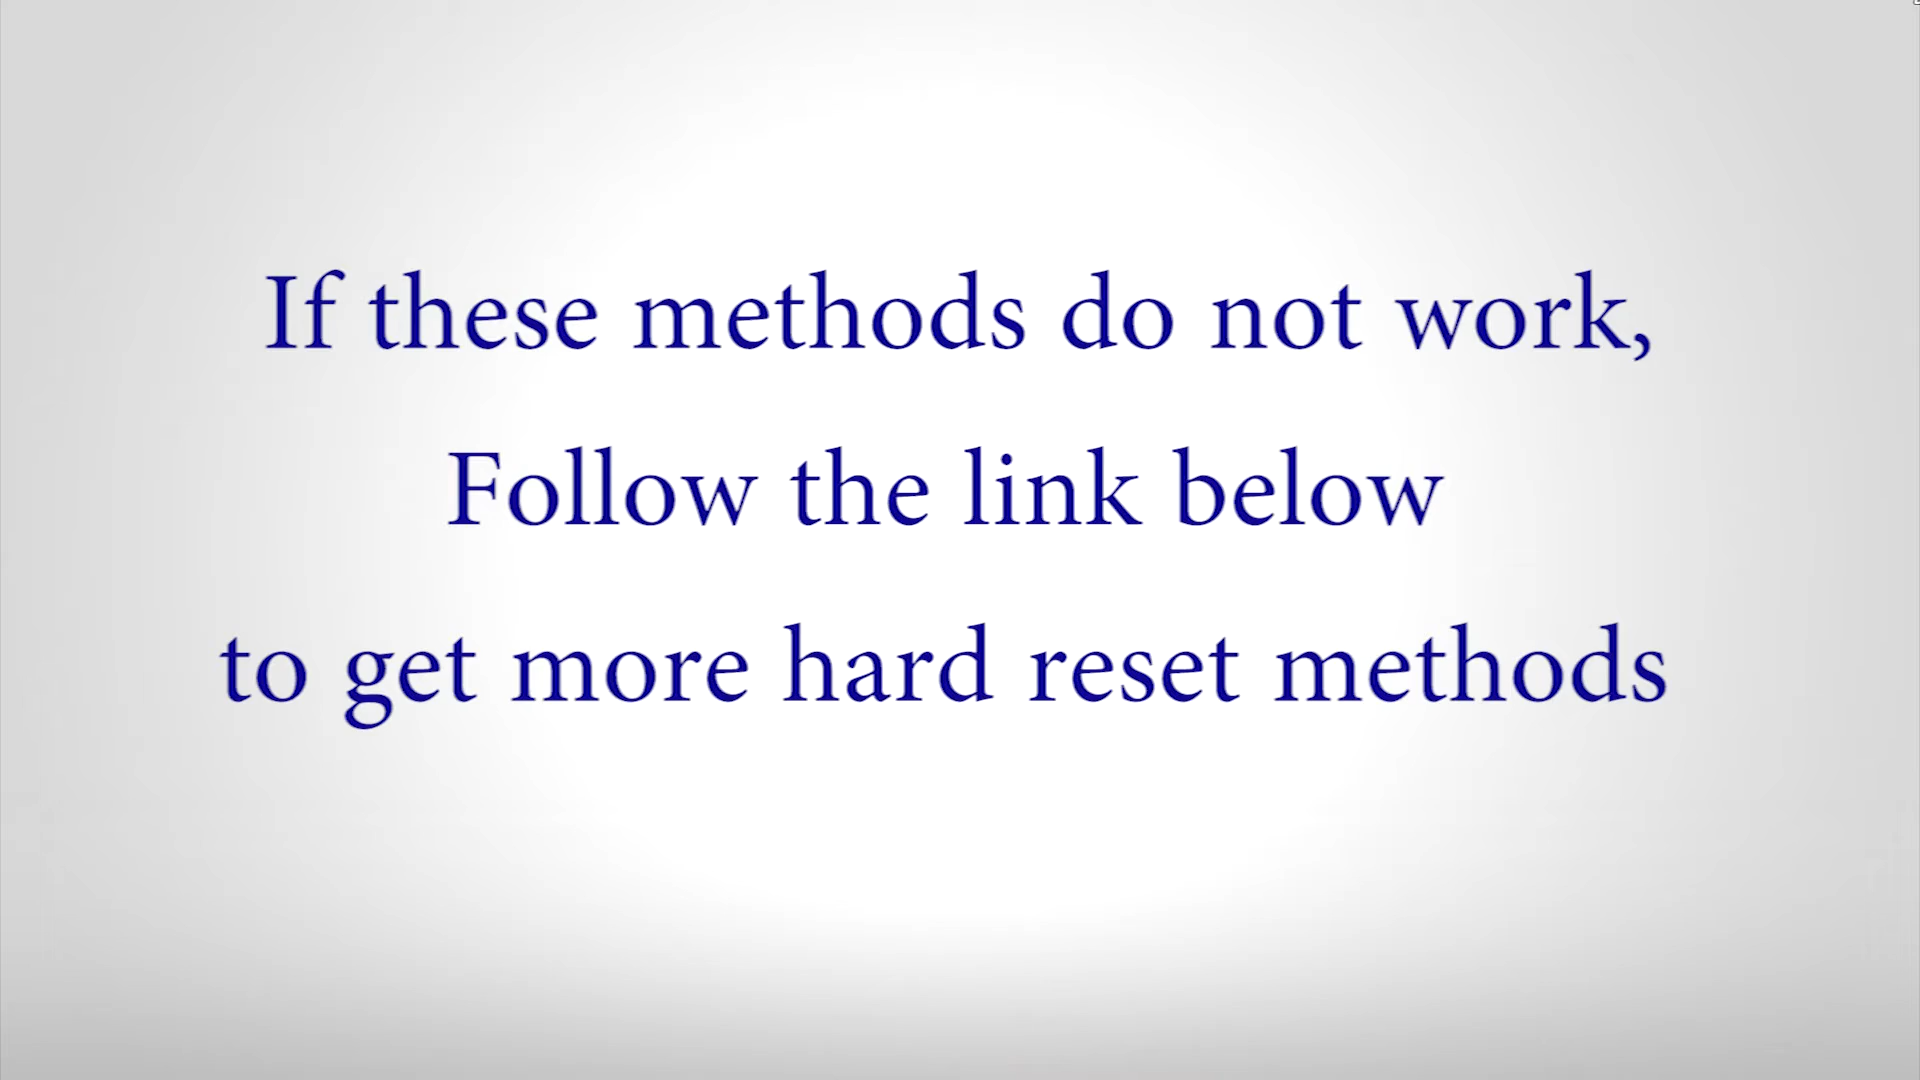 If these methods do not work,
Follow the link below
to get more hard reset methods